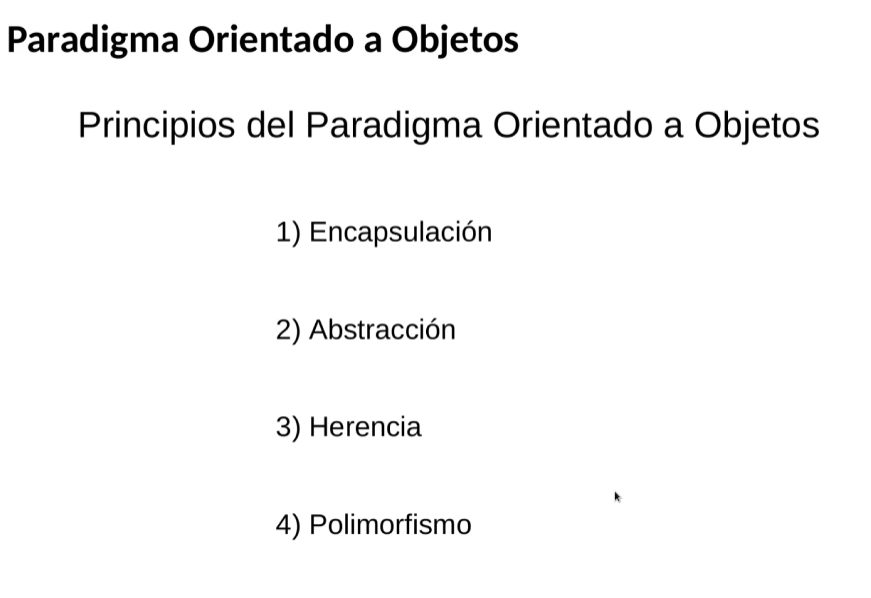 Paradigma Orientado a Objetos
Principios del Paradigma Orientado a Objetos
1) Encapsulación
2) Abstracción
3) Herencia
4) Polimorfismo